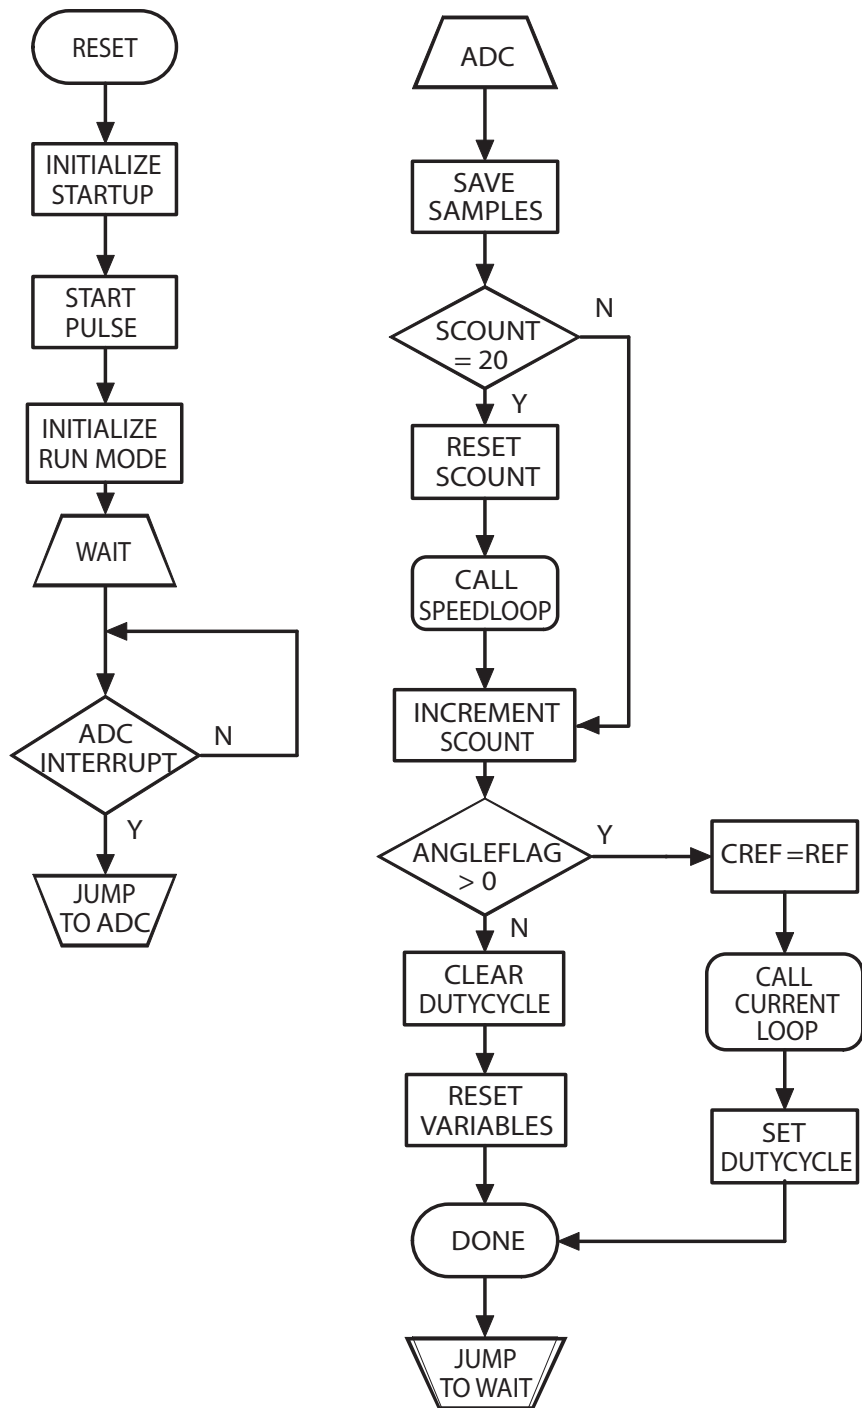 RESET
INITIALIZE
STARTUP
START
PULSE
INITIALIZE
RUN MODE
WAIT
ADC
INTERRUPT
N
Y
JUMP
TO ADC
ADC
SAVE
SAMPLES
SCOUNT
= 20
N
Y
RESET
SCOUNT
CALL
SPEEDLOOP
INCREMENT
SCOUNT
ANGLEFLAG
> 0
Y
N
CREF =REF
CALL
CURRENT
LOOP
SET
DUTYCYCLE
CLEAR
DUTYCYCLE
RESET
VARIABLES
DONE
JUMP
TO WAIT